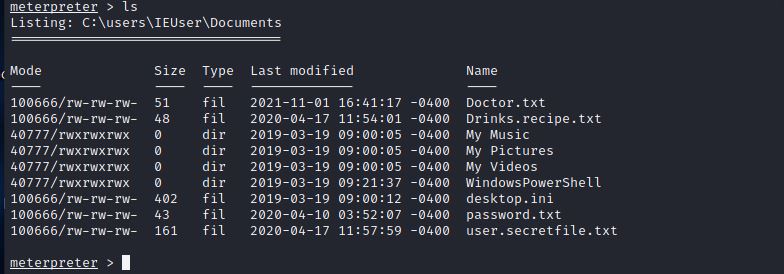 meterpreter > ls
Listing: C:\users\IEUser\Documents
==================================
Mode Size Type Last modified Name
---- ---- ---- ------------- ----
100666/rw-rw-rw- 51 fil 2021-11-01 16:41:17 -0400 Doctor.txt
100666/rw-rw-rw- 48 fil 2020-04-17 11:54:01 -0400 Drinks.recipe.txt
40777/rwxrwxrwx 0 dir 2019-03-19 09:00:05 -0400 My Music
40777/rwxrwxrwx 0 dir 2019-03-19 09:00:05 -0400 My Pictures
40777/rwxrwxrwx 0 dir 2019-03-19 09:00:05 -0400 My Videos
40777/rwxrwxrwx 0 dir 2019-03-19 09:21:37 -0400 WindowsPowerShell
100666/rw-rw-rw- 402 fil 2019-03-19 09:00:12 -0400 desktop.ini
100666/rw-rw-rw- 43 fil 2020-04-10 03:52:07 -0400 password.txt
100666/rw-rw-rw- 161 fil 2020-04-17 11:57:59 -0400 user.secretfile.txt
meterpreter >